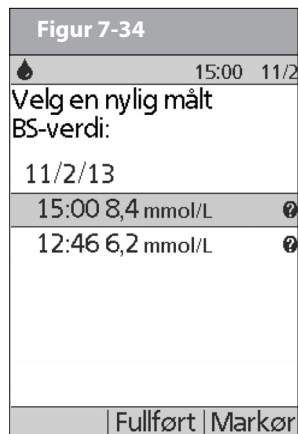 Figur 7-34
15:00 11/2
Velg en nylig målt
BS-verdi:
11/2/13
15:00 8,4 mmol/L ?
12:46 6,2 mmol/L ?
|Fullført|Markør